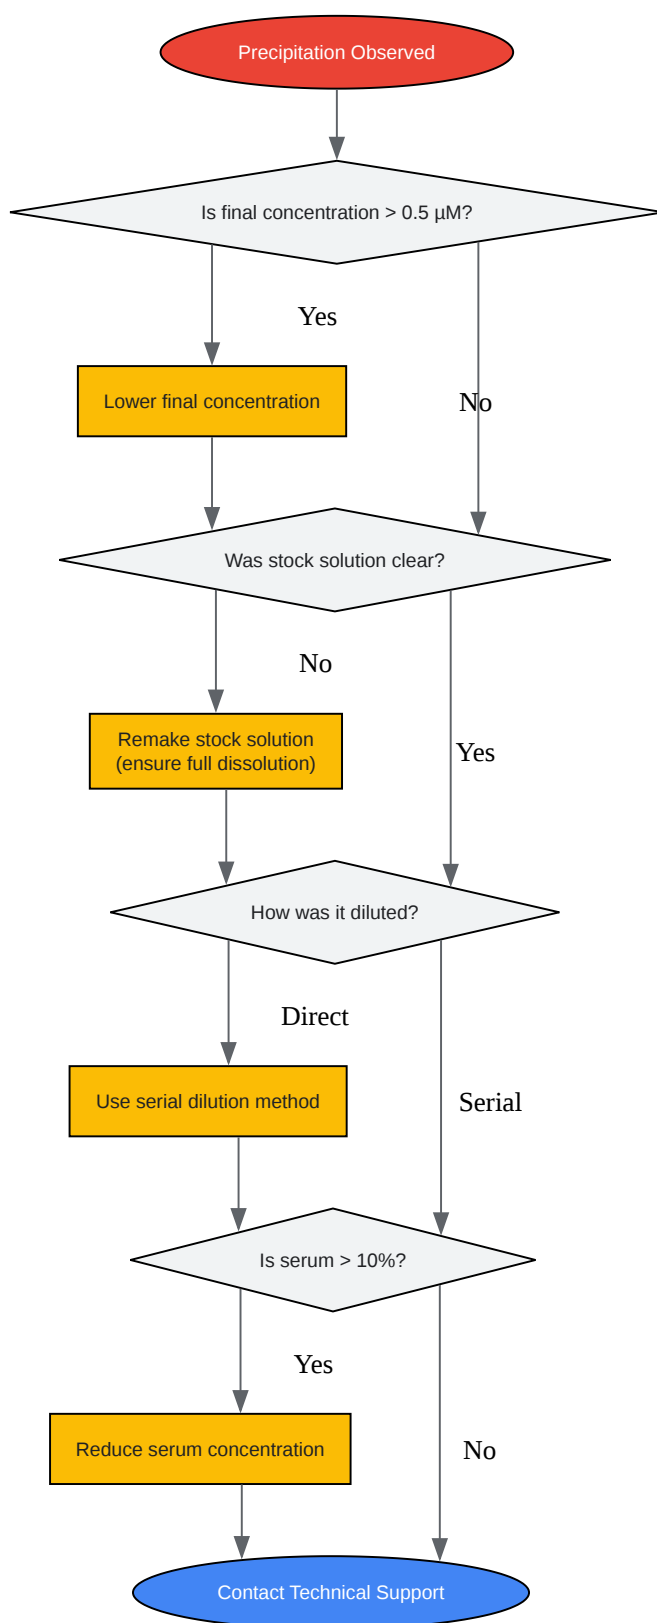 Precipitation Observed
Is final concentration > 0.5 µM?
Yes
Lower final concentration
No
Was stock solution clear?
No
Remake stock solution
(ensure full dissolution)
Yes
How was it diluted?
Direct
Use serial dilution method
Serial
Is serum > 10%?
Yes
Reduce serum concentration
No
Contact Technical Support